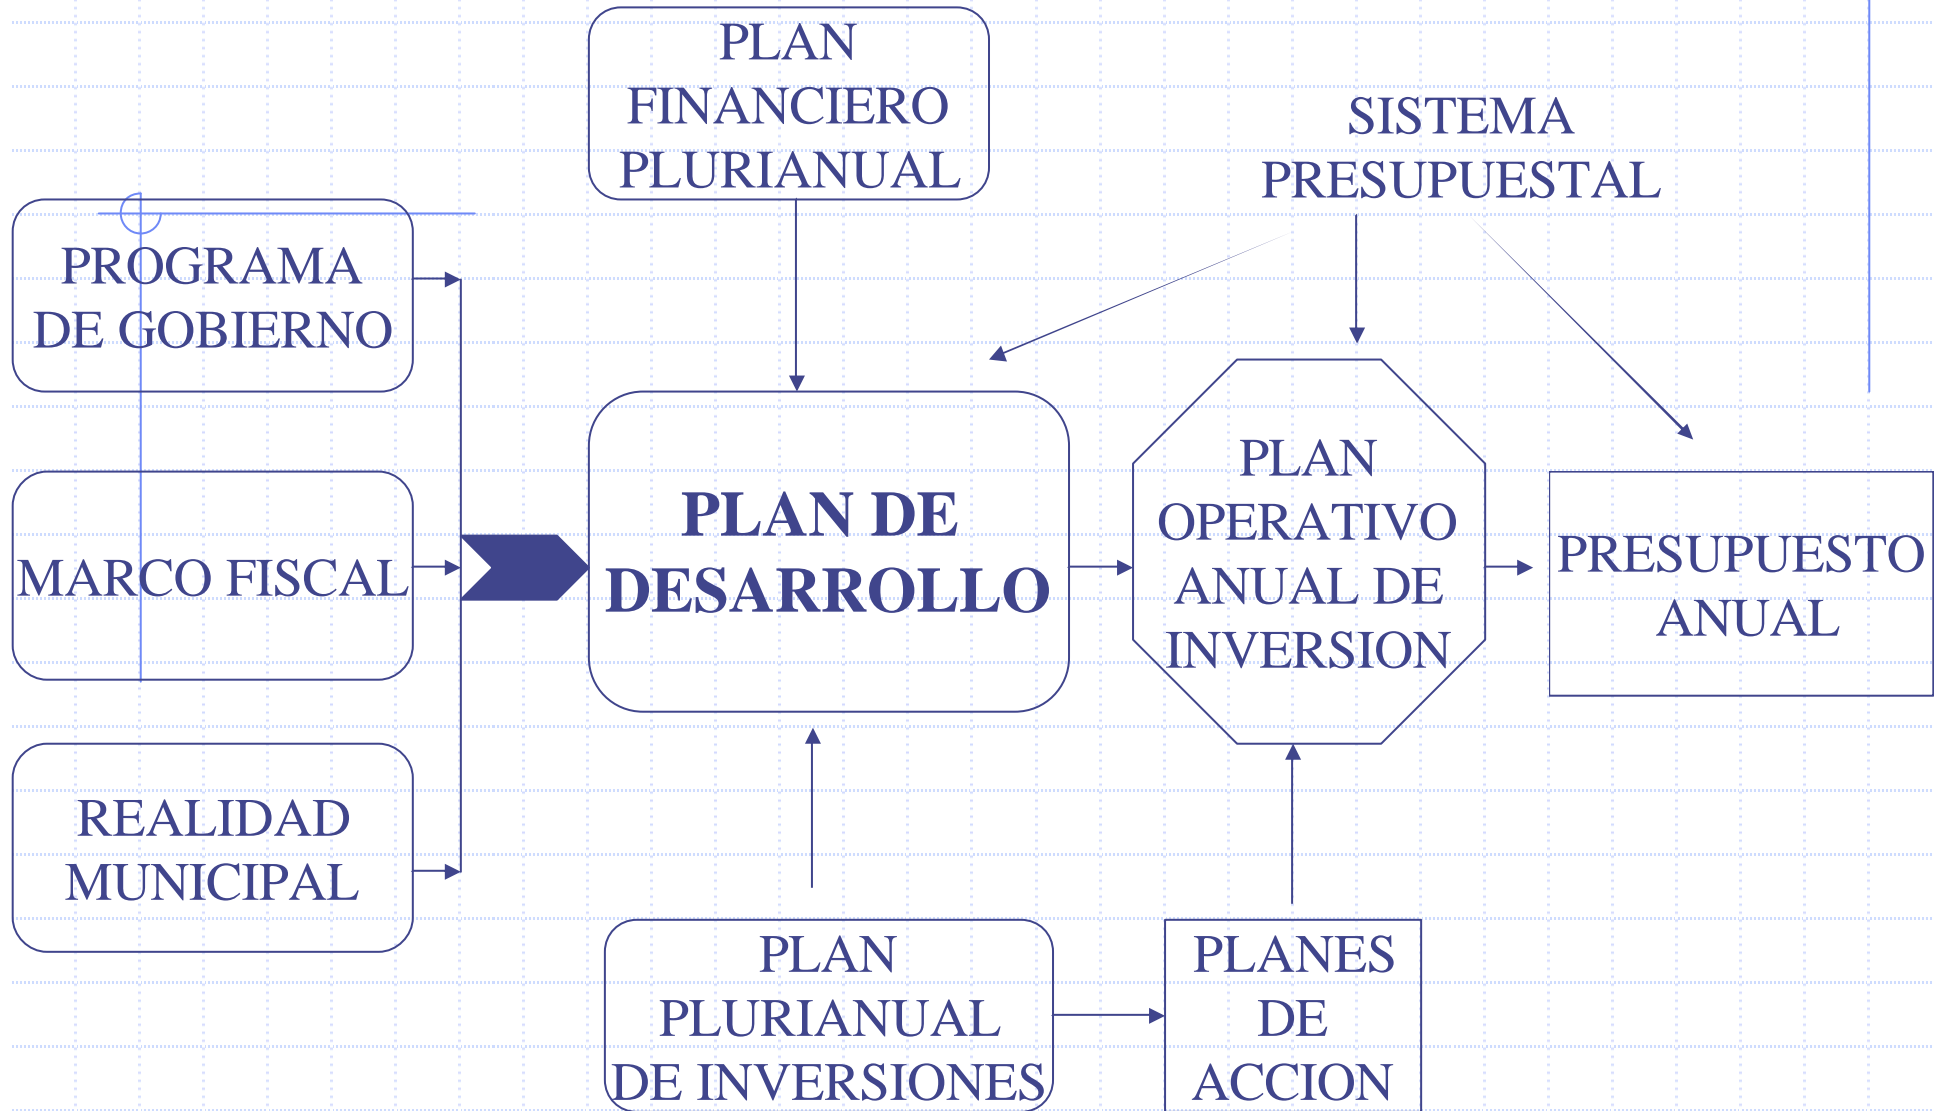 PLAN
FINANCIERO
PLURIANUAL
SISTEMA
PRESUPUESTAL
PROGRAMA
DE GOBIERNO
MARCO FISCAL
REALIDAD
MUNICIPAL
PLAN DE
DESARROLLO
PLAN
OPERATIVO
ANUAL DE
INVERSION
PRESUPUESTO
ANUAL
PLAN
PLURIANUAL
DE INVERSIONES
PLANES
DE
ACCION